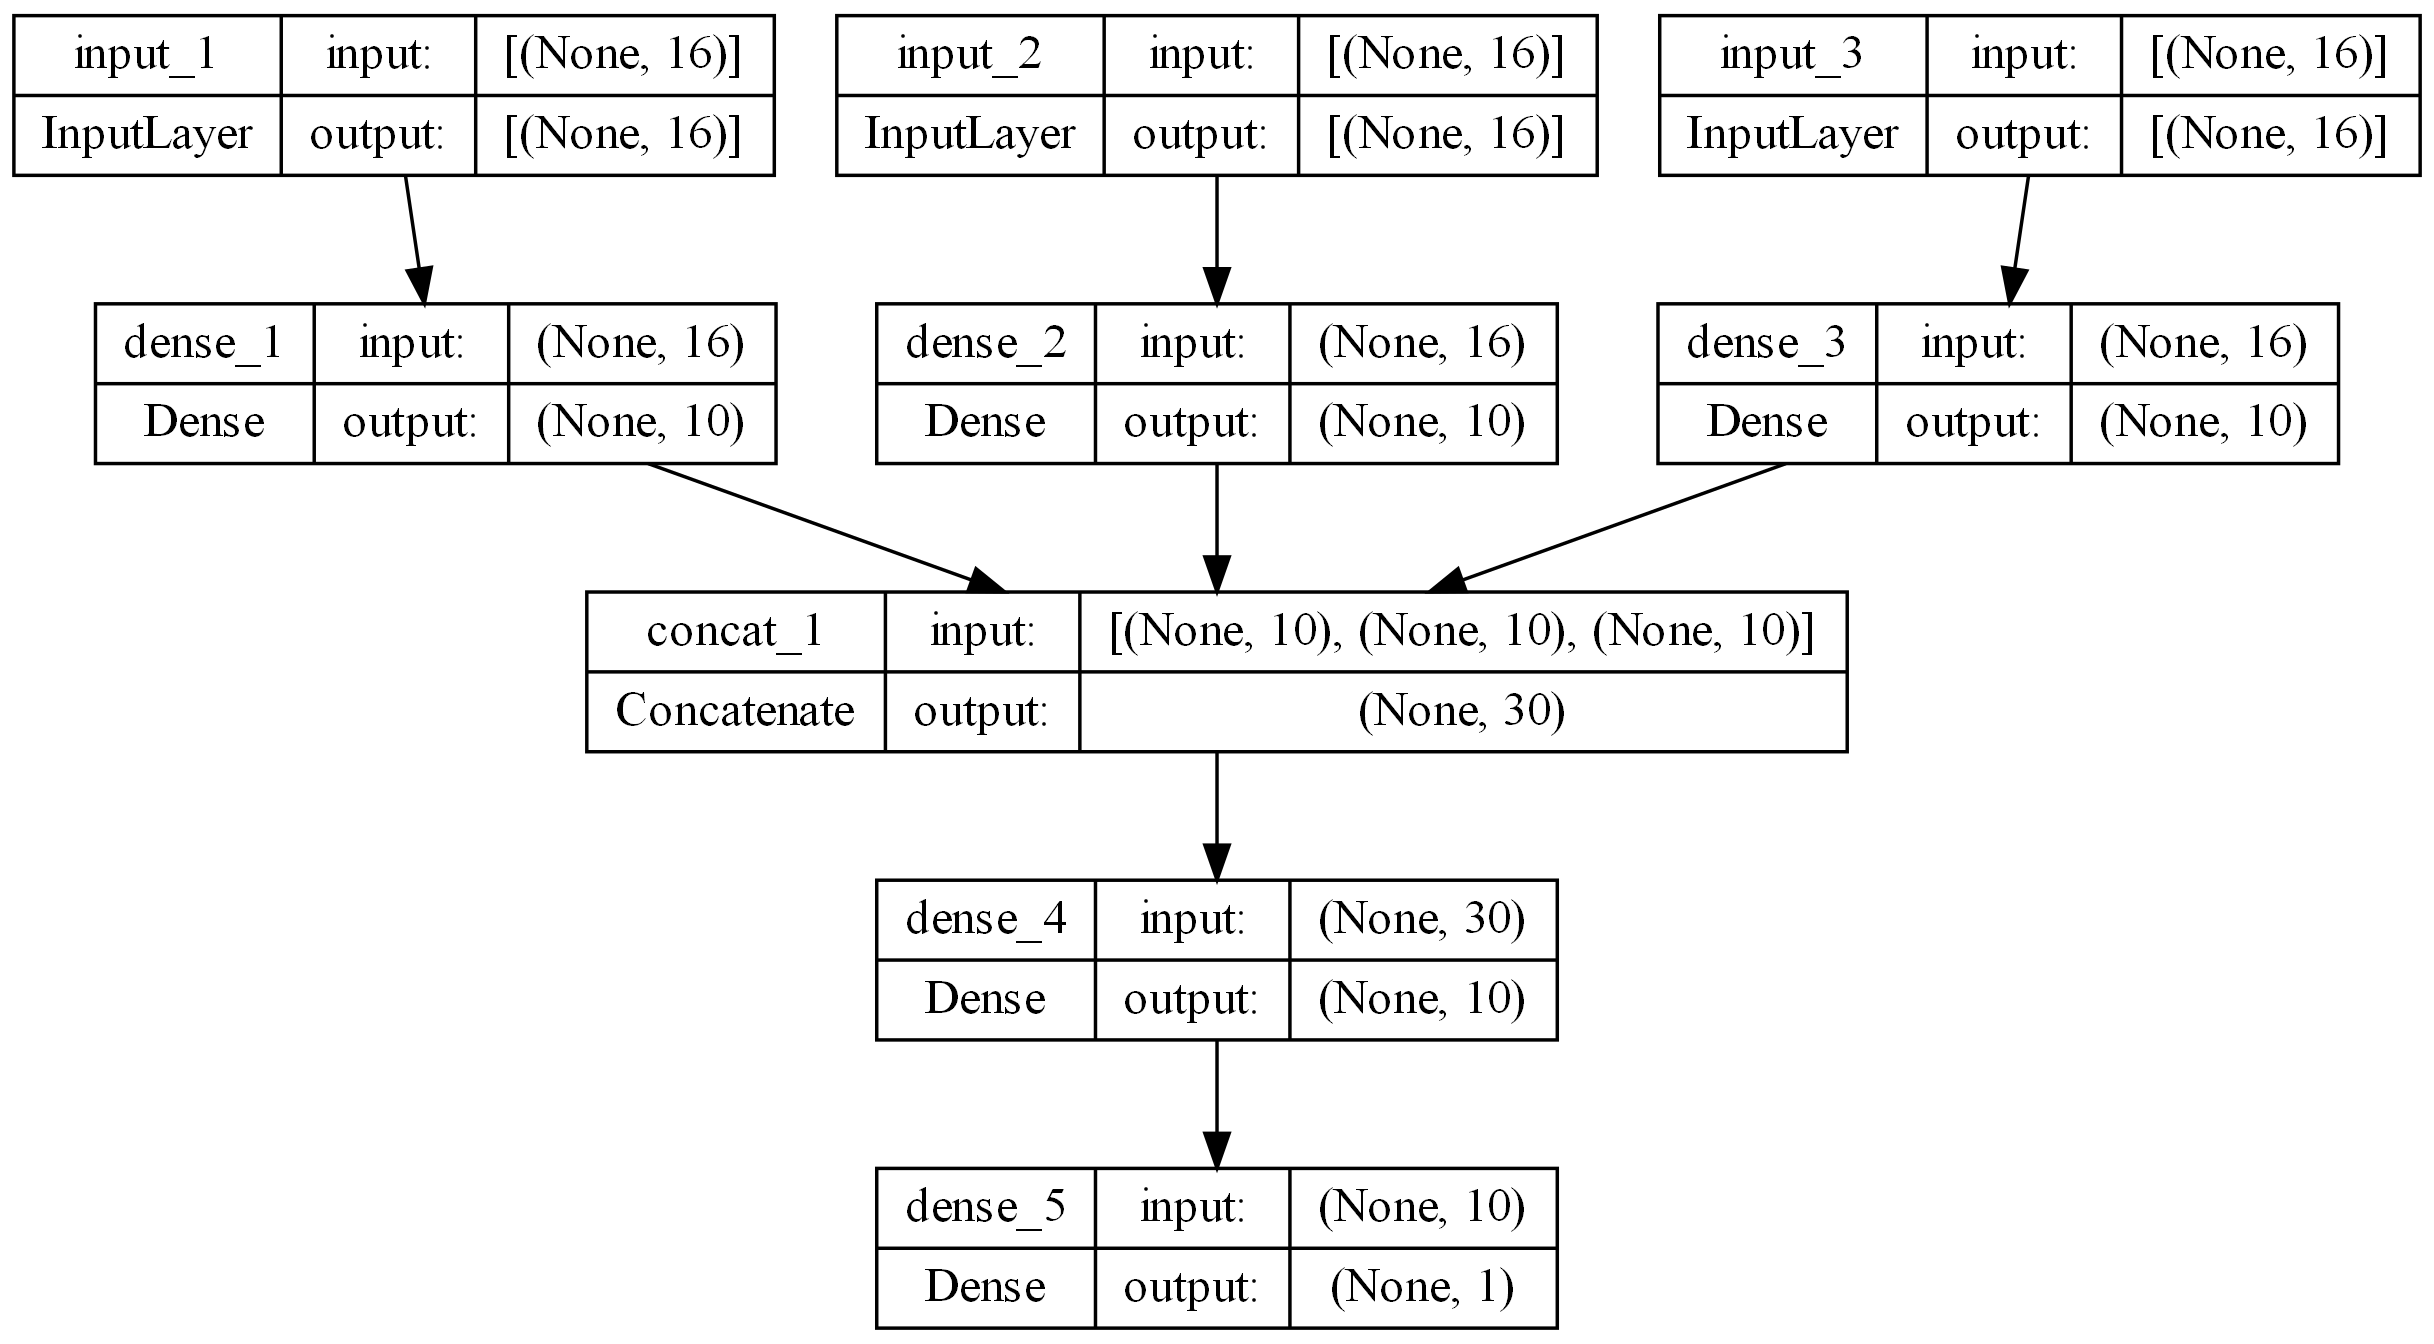 input_1 input: [(None, 16)]
InputLayer output: [(None, 16)]
input_2 input: [(None, 16)]
InputLayer output: [(None, 16)]
input_3 input: [(None, 16)]
InputLayer output: [(None, 16)]
dense_1 input: (None, 16)
Dense output: (None, 10)
dense_2 input: (None, 16)
Dense output: (None, 10)
dense_3 input: (None, 16)
Dense output: (None, 10)
concat_1 input: [(None, 10), (None, 10), (None, 10)]
Concatenate output: (None, 30)
dense_4 input: (None, 30)
Dense output: (None, 10)
dense_5 input: (None, 10)
Dense output: (None, 1)